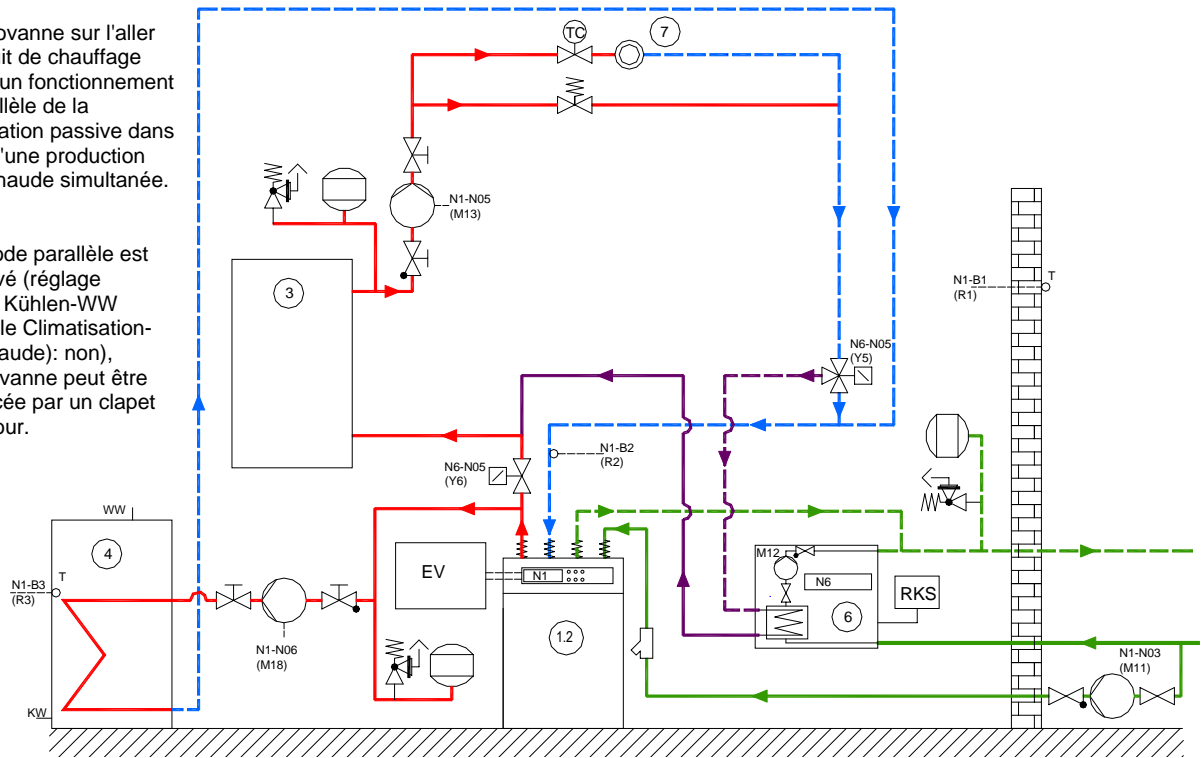 ovanne sur l'aller
it de chauffage
un fonctionnement
llèle de la
ation passive dans
l'une production
haude simultanée.
ode parallèle est
vé (réglage
Kühlen-WW
le Climatisation-
aude): non),
vanne peut être
cée par un clapet
our.
TC
7
N1-N05
(M13)
3
N1-B1
(R1)
T
N6-N05
(Y5)
N1-B2
(R2)
N6-N05
(Y6)
WW
4
N1-B3
(R3)
T
EV
N1
M12
N6
RKS
6
1.2
N1-N06
(M18)
N1-N03
(M11)
KW